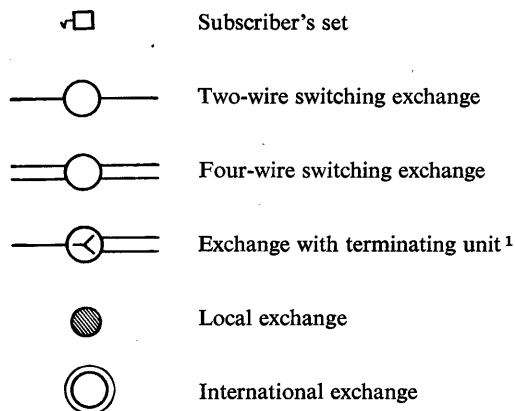 Subscriber's set
Two-wire switching exchange
Four-wire switching exchange
Exchange with terminating unit ¹
Local exchange
International exchange